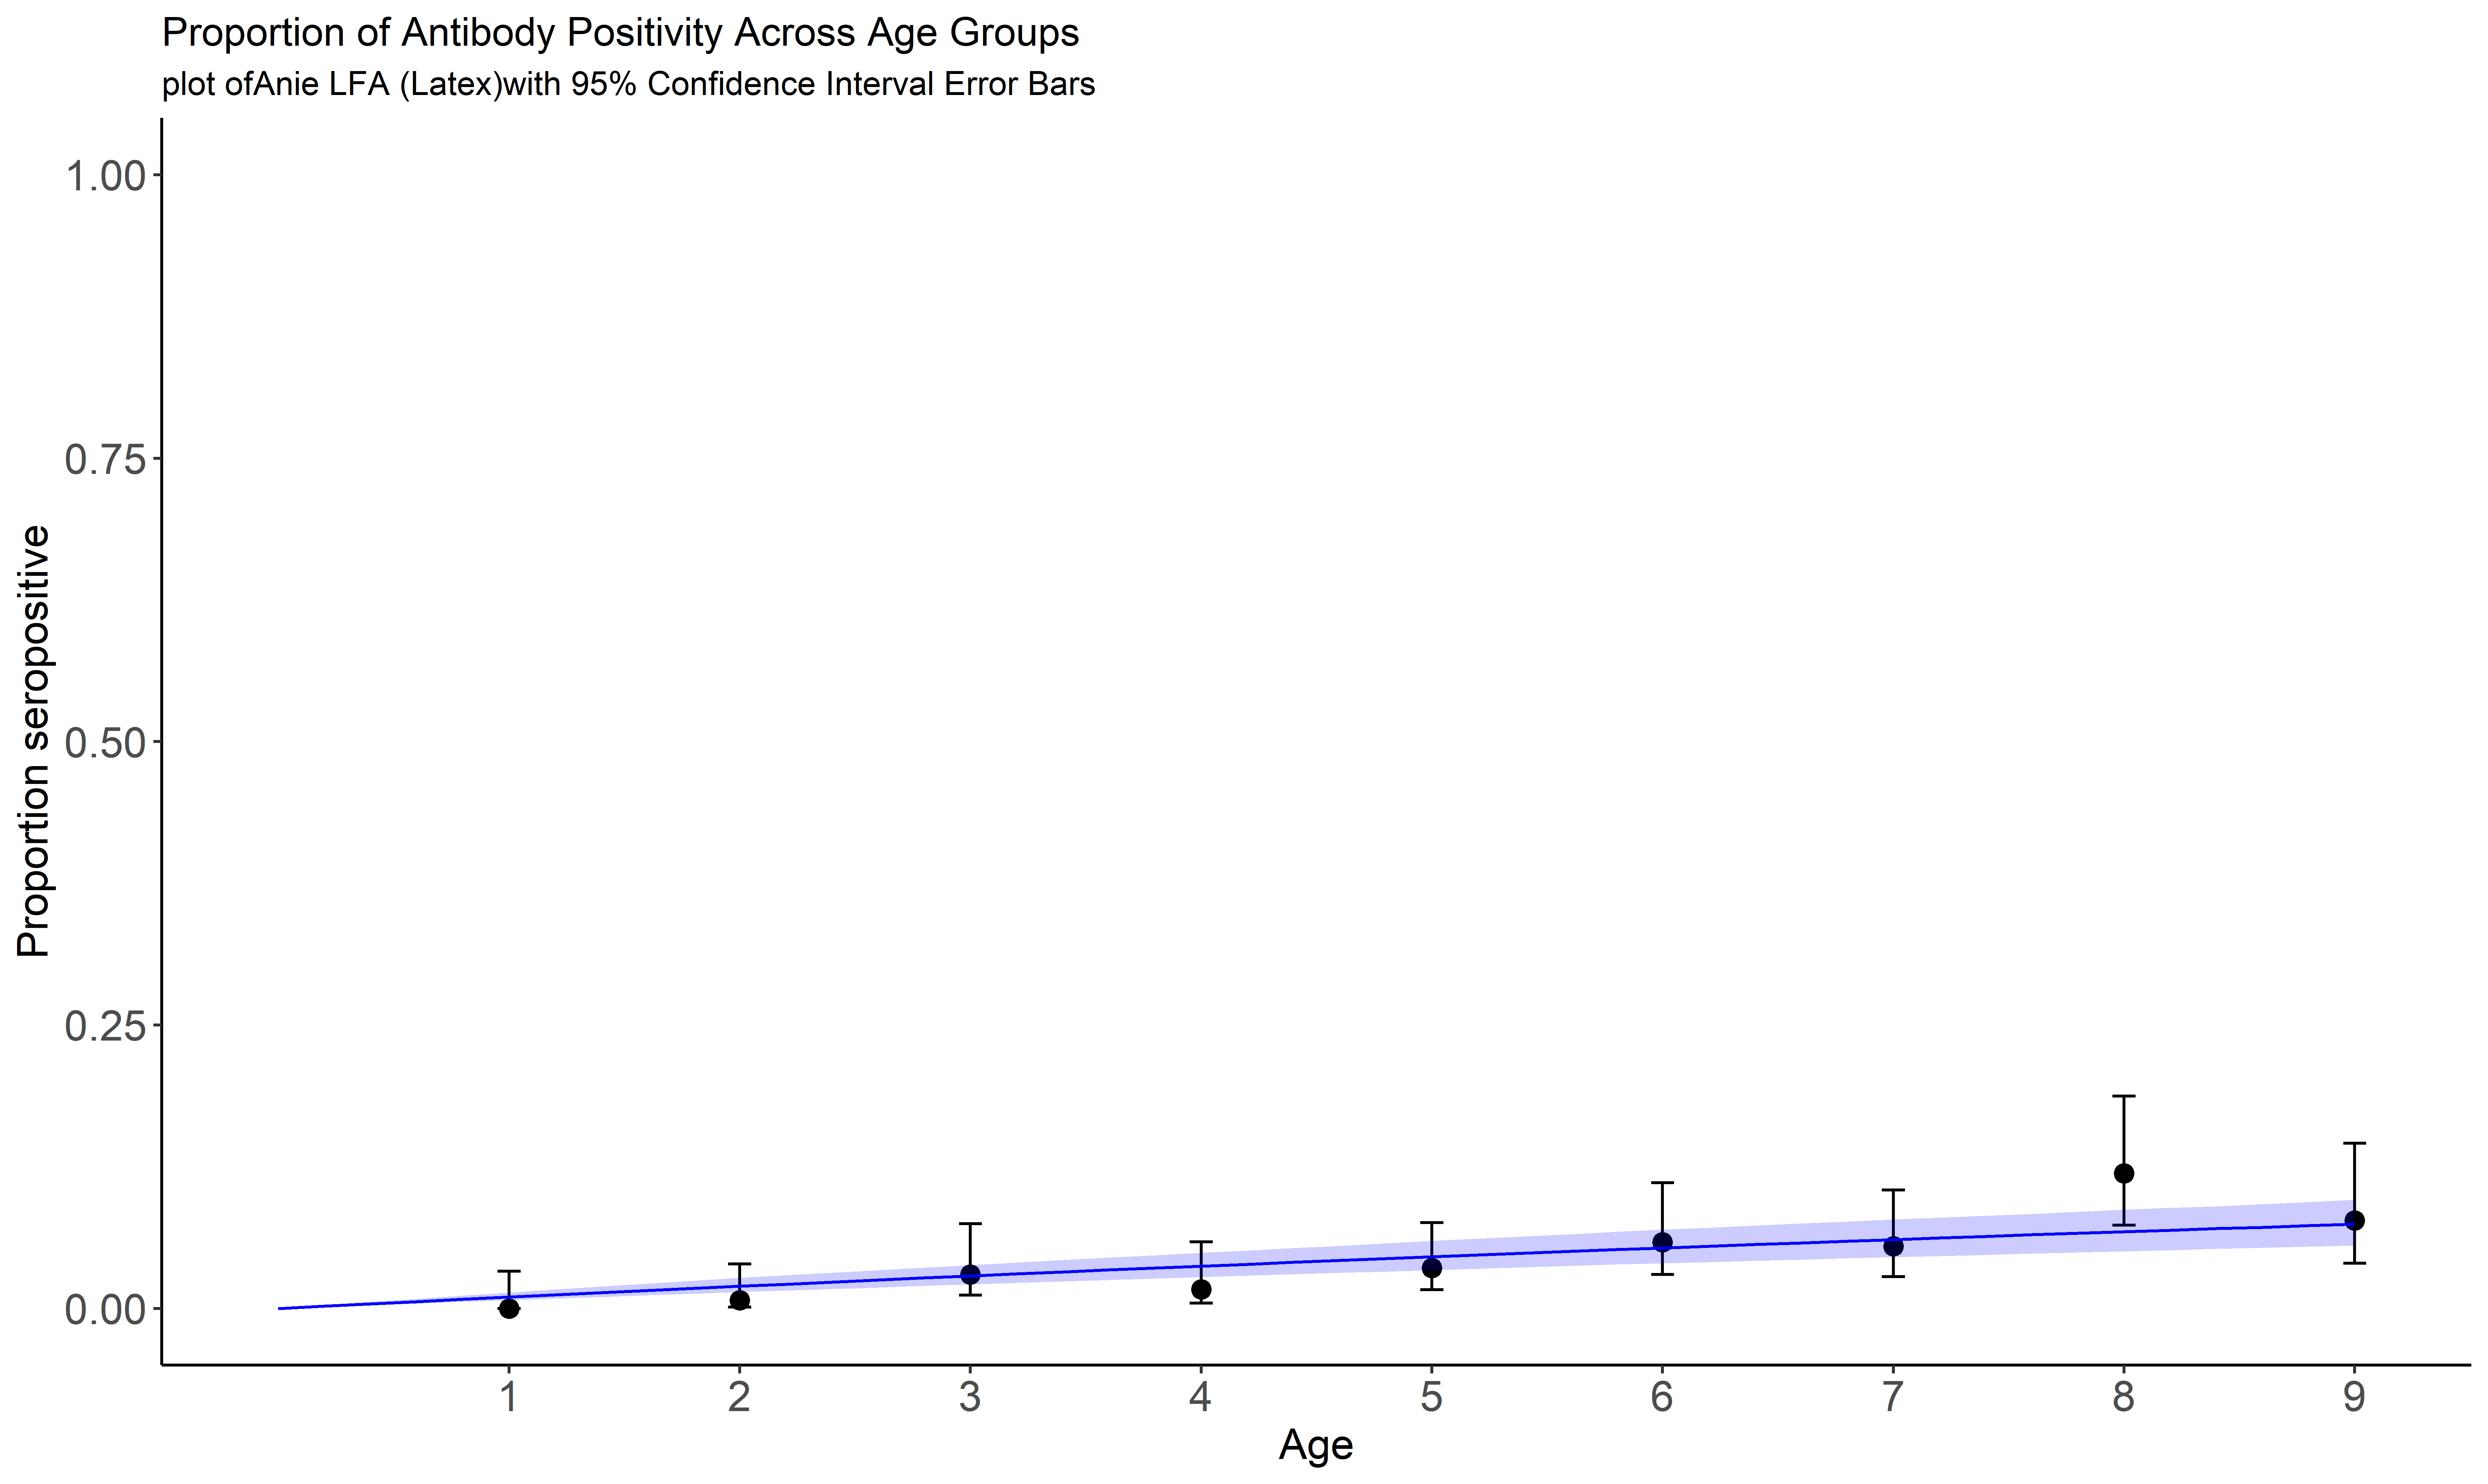 Proportion of Antibody Positivity Across Age Groups
plot ofAnie LFA (Latex)with 95% Confidence Interval Error Bars
Proportion seropositive
1.00
0.75
0.50
0.25
0.00
1 2 3 4 5 6 7 8 9
Age